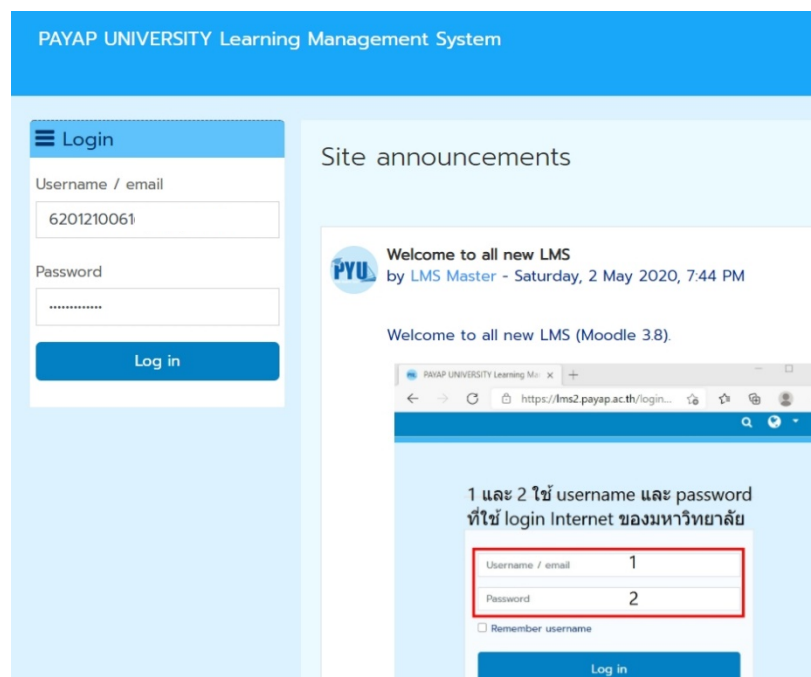 PAYAP UNIVERSITY Learning Management System
Login
Username / email
6201210061
Password
.............
Log in
Site announcements
PYU
Welcome to all new LMS
by LMS Master - Saturday, 2 May 2020, 7:44 PM
Welcome to all new LMS (Moodle 3.8).
PAYAP UNIVERSITY Learning Ma
https://lms2.payap.ac.th/login...
1 และ 2 ใช้ username และ password
ที่ใช้ login Internet ของมหาวิทยาลัย
Username / email 1
Password 2
Remember username
Log in